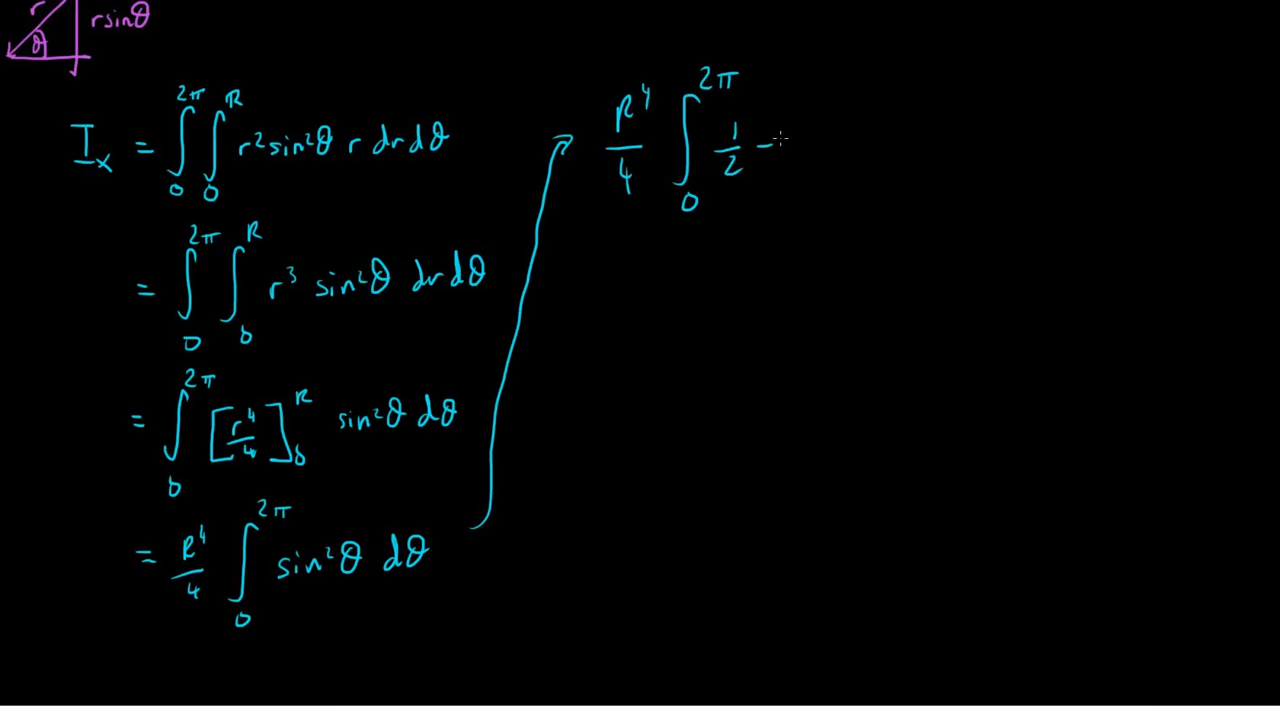 r
r sinθ
θ
I_x = ∫_0^{2π} ∫_0^R r² sin²θ r dr dθ
= ∫_0^{2π} ∫_0^R r³ sin²θ dr dθ
= ∫_0^{2π} [r⁴/4]_0^R sin²θ dθ
= R⁴/4 ∫_0^{2π} sin²θ dθ
R⁴/4 ∫_0^{2π} 1/2 -